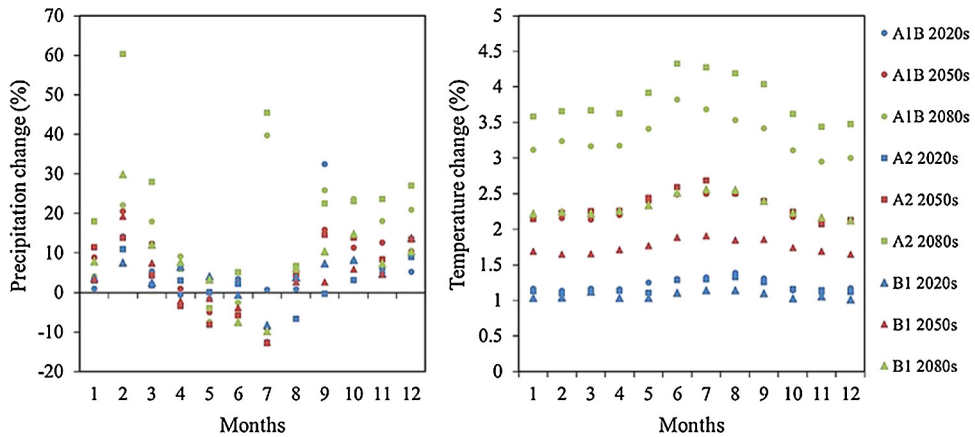 Precipitation change (%)
70
60
50
40
30
20
10
0
-10
-20
1 2 3 4 5 6 7 8 9 10 11 12
Months
Temperature change (%)
5
4.5
4
3.5
3
2.5
2
1.5
1
0.5
0
1 2 3 4 5 6 7 8 9 10 11 12
Months
A1B 2020s
A1B 2050s
A1B 2080s
A2 2020s
A2 2050s
A2 2080s
B1 2020s
B1 2050s
B1 2080s